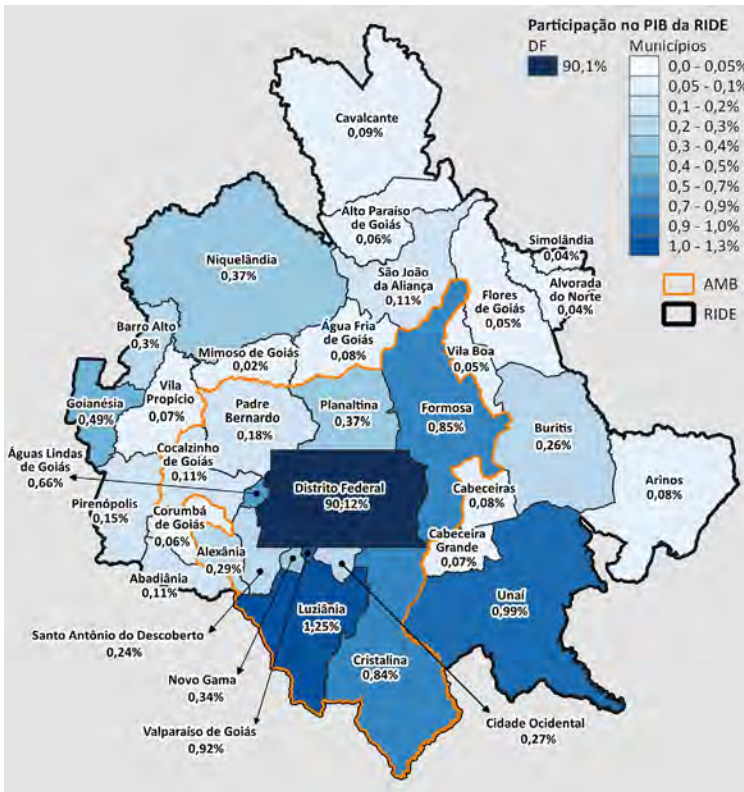 Participação no PIB da RIDE
DF
Municípios
90,1%
0,0 - 0,05%
0,05 - 0,1%
0,1 - 0,2%
0,2 - 0,3%
0,3 - 0,4%
0,4 - 0,5%
0,5 - 0,7%
0,7 - 0,9%
0,9 - 1,0%
1,0 - 1,3%
AMB
RIDE
Cavalcante
0,09%
Alto Paraíso
de Goiás
0,06%
Simolândia
0,04%
Niquelândia
0,37%
São João
da Aliança
0,11%
Flores
de Goiás
0,05%
Alvorada
do Norte
0,04%
Barro Alto
0,3%
Água Fria
de Goiás
0,08%
Mimoso de Goiás
0,02%
Vila Boa
0,05%
Goianésia
0,49%
Vila
Propício
0,07%
Padre
Bernardo
0,18%
Planaltina
0,37%
Formosa
0,85%
Buritis
0,26%
Águas Lindas
de Goiás
0,66%
Cocalzinho
de Goiás
0,11%
Distrito Federal
90,12%
Cabeceiras
0,08%
Arinos
0,08%
Pirenópolis
0,15%
Corumbá
de Goiás
0,06%
Alexânia
0,29%
Cabeceira
Grande
0,07%
Abadiânia
0,11%
Unaí
0,99%
Luziânia
1,25%
Santo Antônio do Descoberto
0,24%
Cristalina
0,84%
Novo Gama
0,34%
Valparaíso de Goiás
0,92%
Cidade Ocidental
0,27%